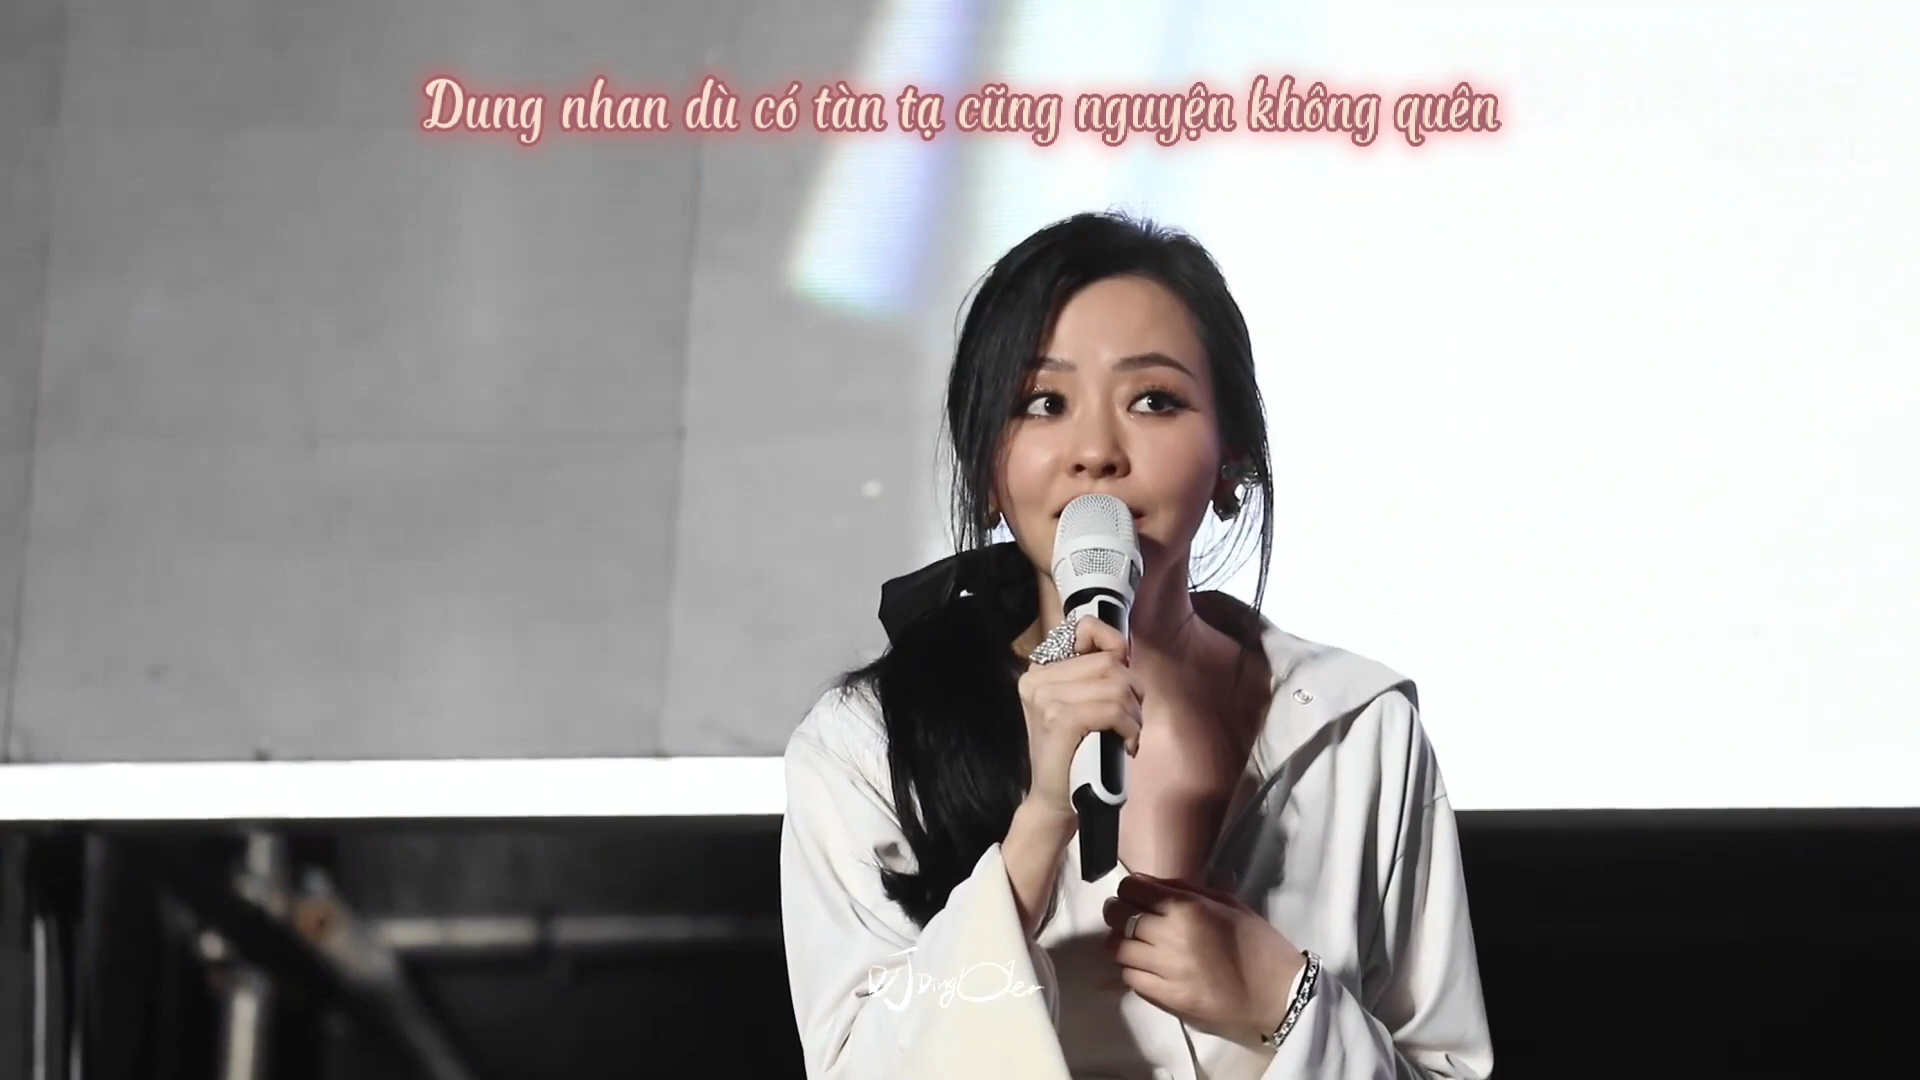 Dung nhan dù có tàn tạ cũng nguyện không quên